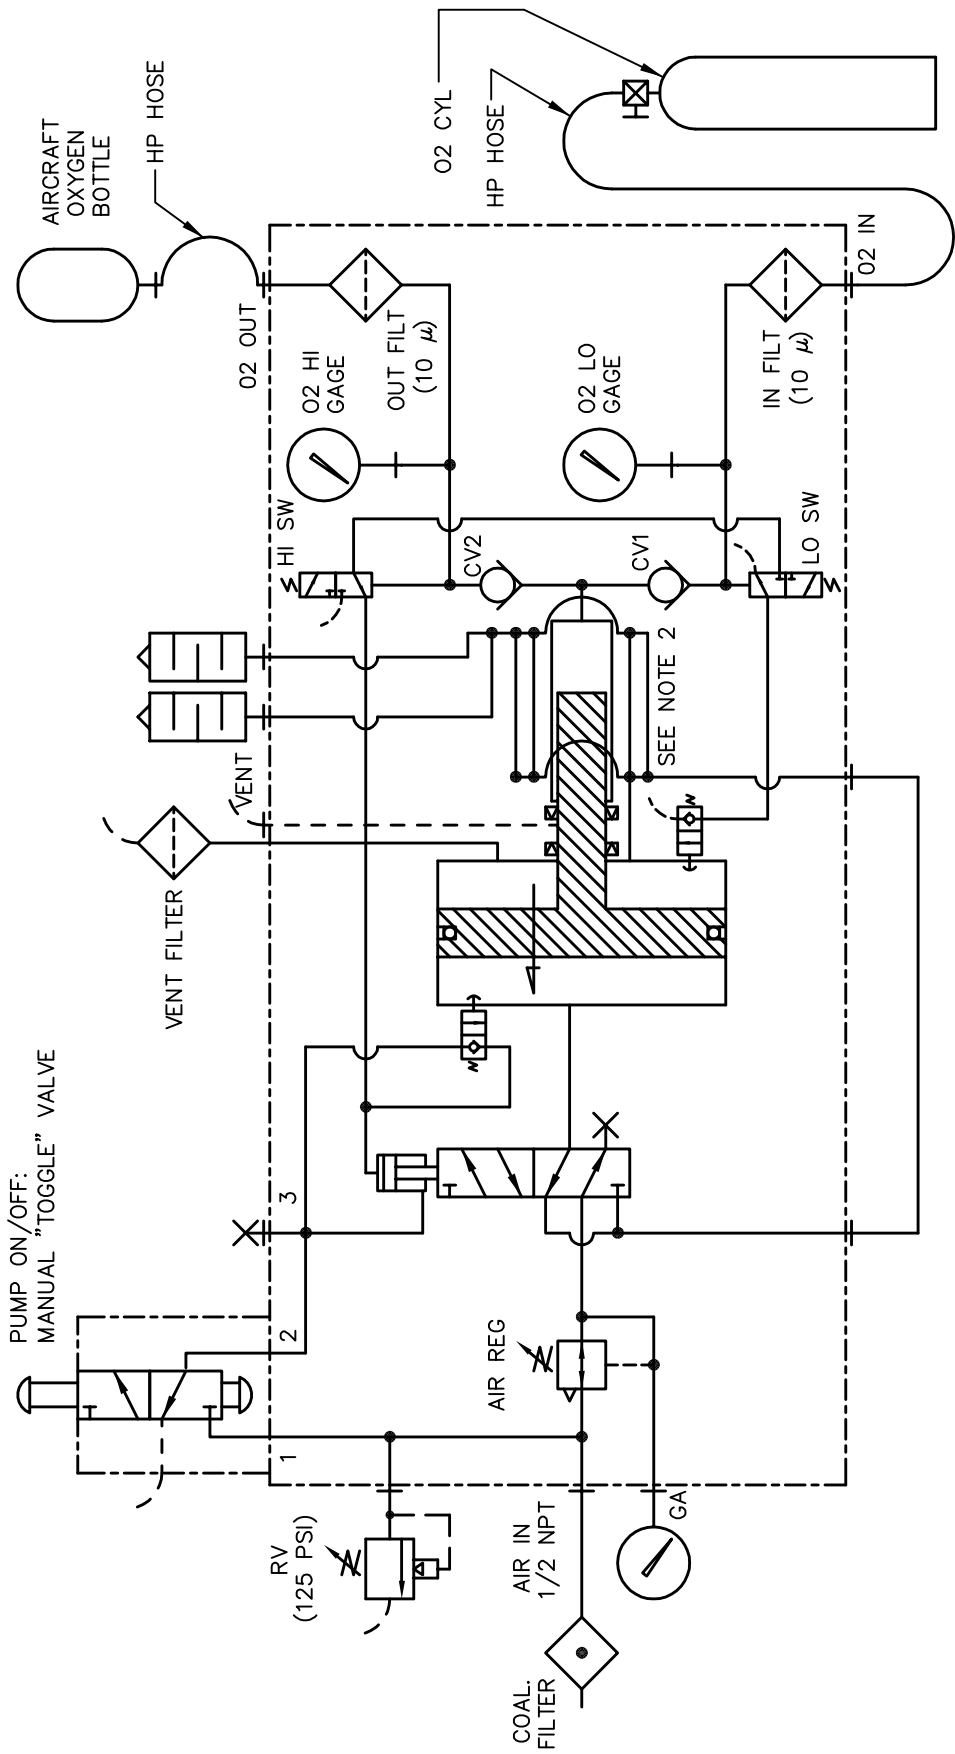 PUMP ON/OFF:
MANUAL "TOGGLE" VALVE
VENT FILTER
VENT
AIRCRAFT
OXYGEN
BOTTLE
HP HOSE
O2 OUT
O2 HI
GAGE
OUT FILT
(10 μ)
HI SW
CV2
CV1
O2 LO
GAGE
IN FILT
(10 μ)
LO SW
O2 CYL
HP HOSE
O2 IN
SEE NOTE 2
1
2
3
AIR REG
RV
(125 PSI)
AIR IN
1/2 NPT
GA
COAL.
FILTER